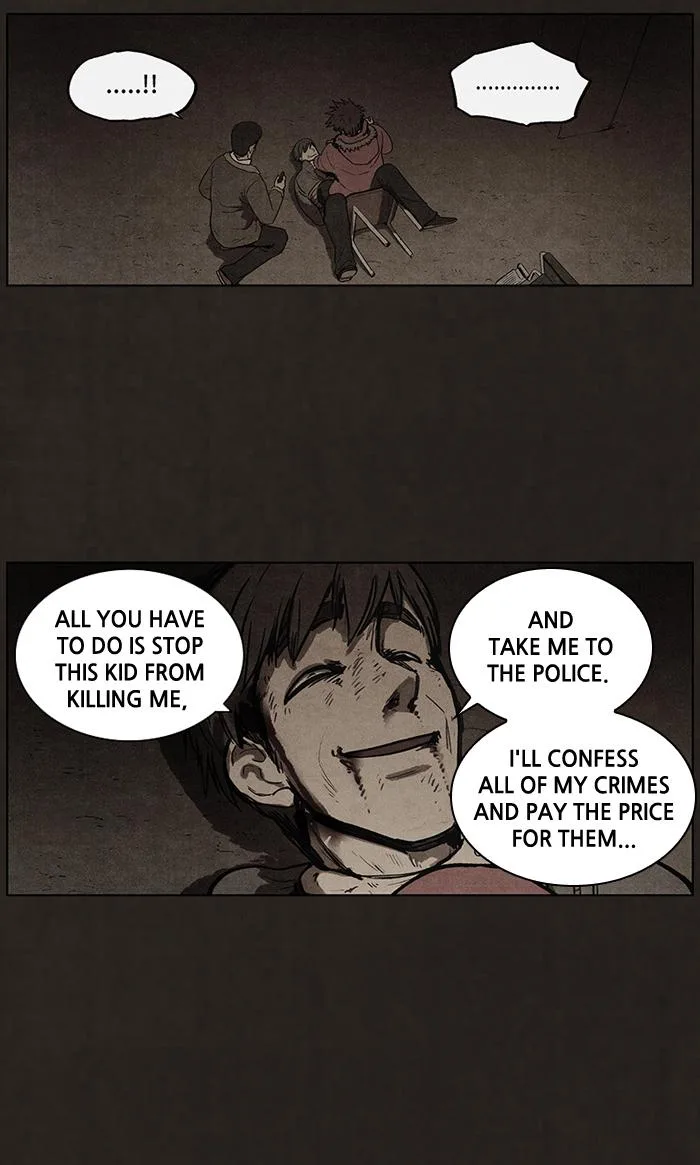 .....!!
...............
ALL YOU HAVE
TO DO IS STOP
THIS KID FROM
KILLING ME,
AND
TAKE ME TO
THE POLICE.
I'LL CONFESS
ALL OF MY CRIMES
AND PAY THE PRICE
FOR THEM...